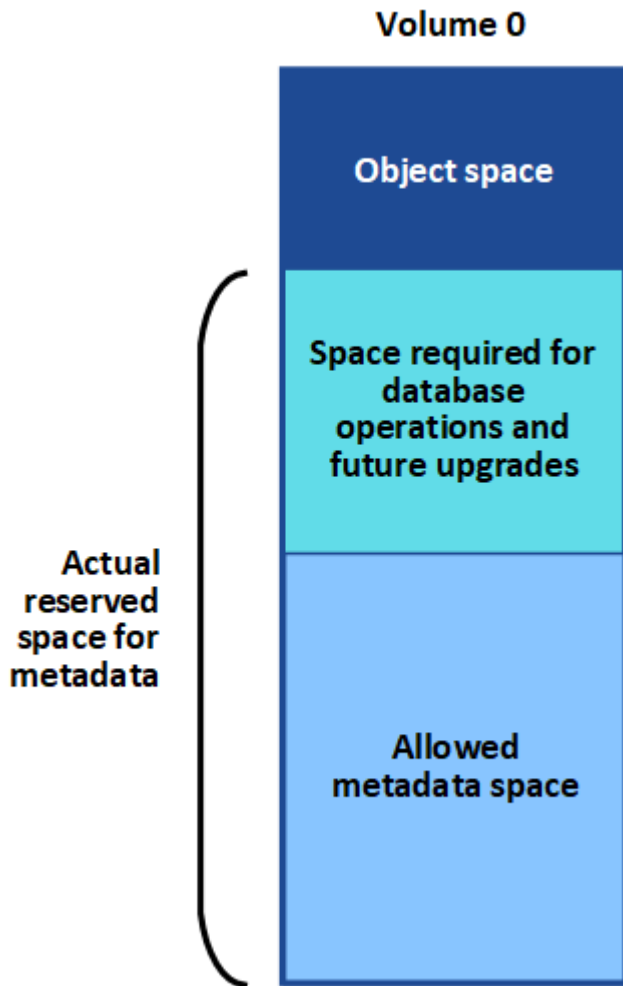 Volume 0
Object space
Space required for
database
operations and
future upgrades
Actual
reserved
space for
metadata
Allowed
metadata space